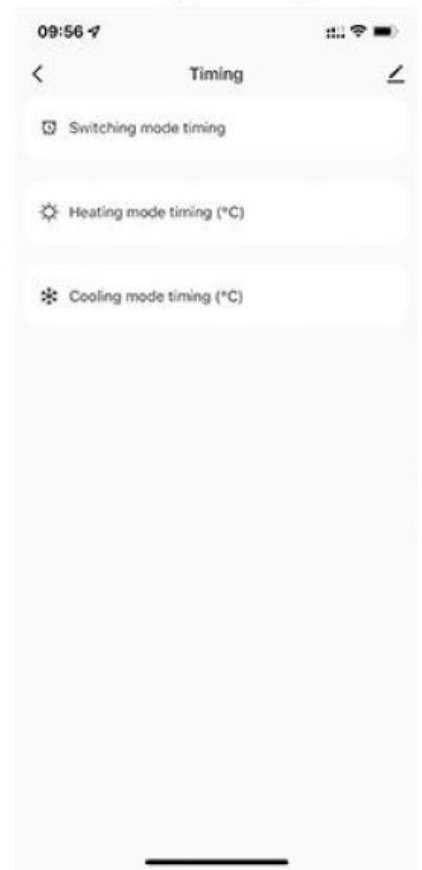 09:56
Timing
Switching mode timing
Heating mode timing (°C)
Cooling mode timing (°C)